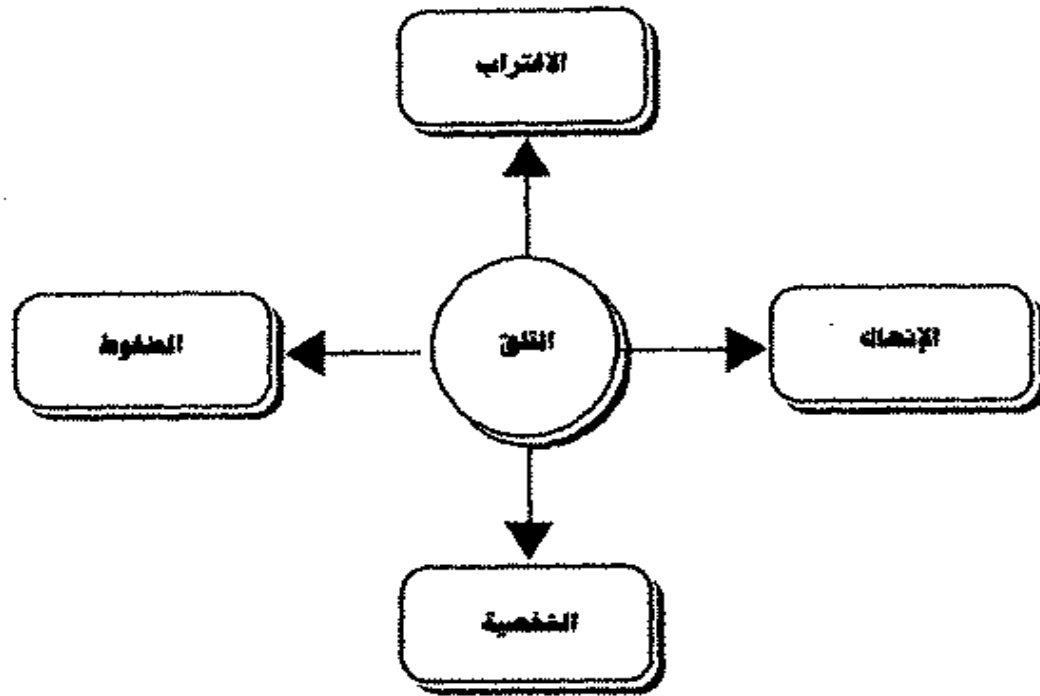 الاغتراب
الضغوط
القلق
الإنهاك
الشخصية